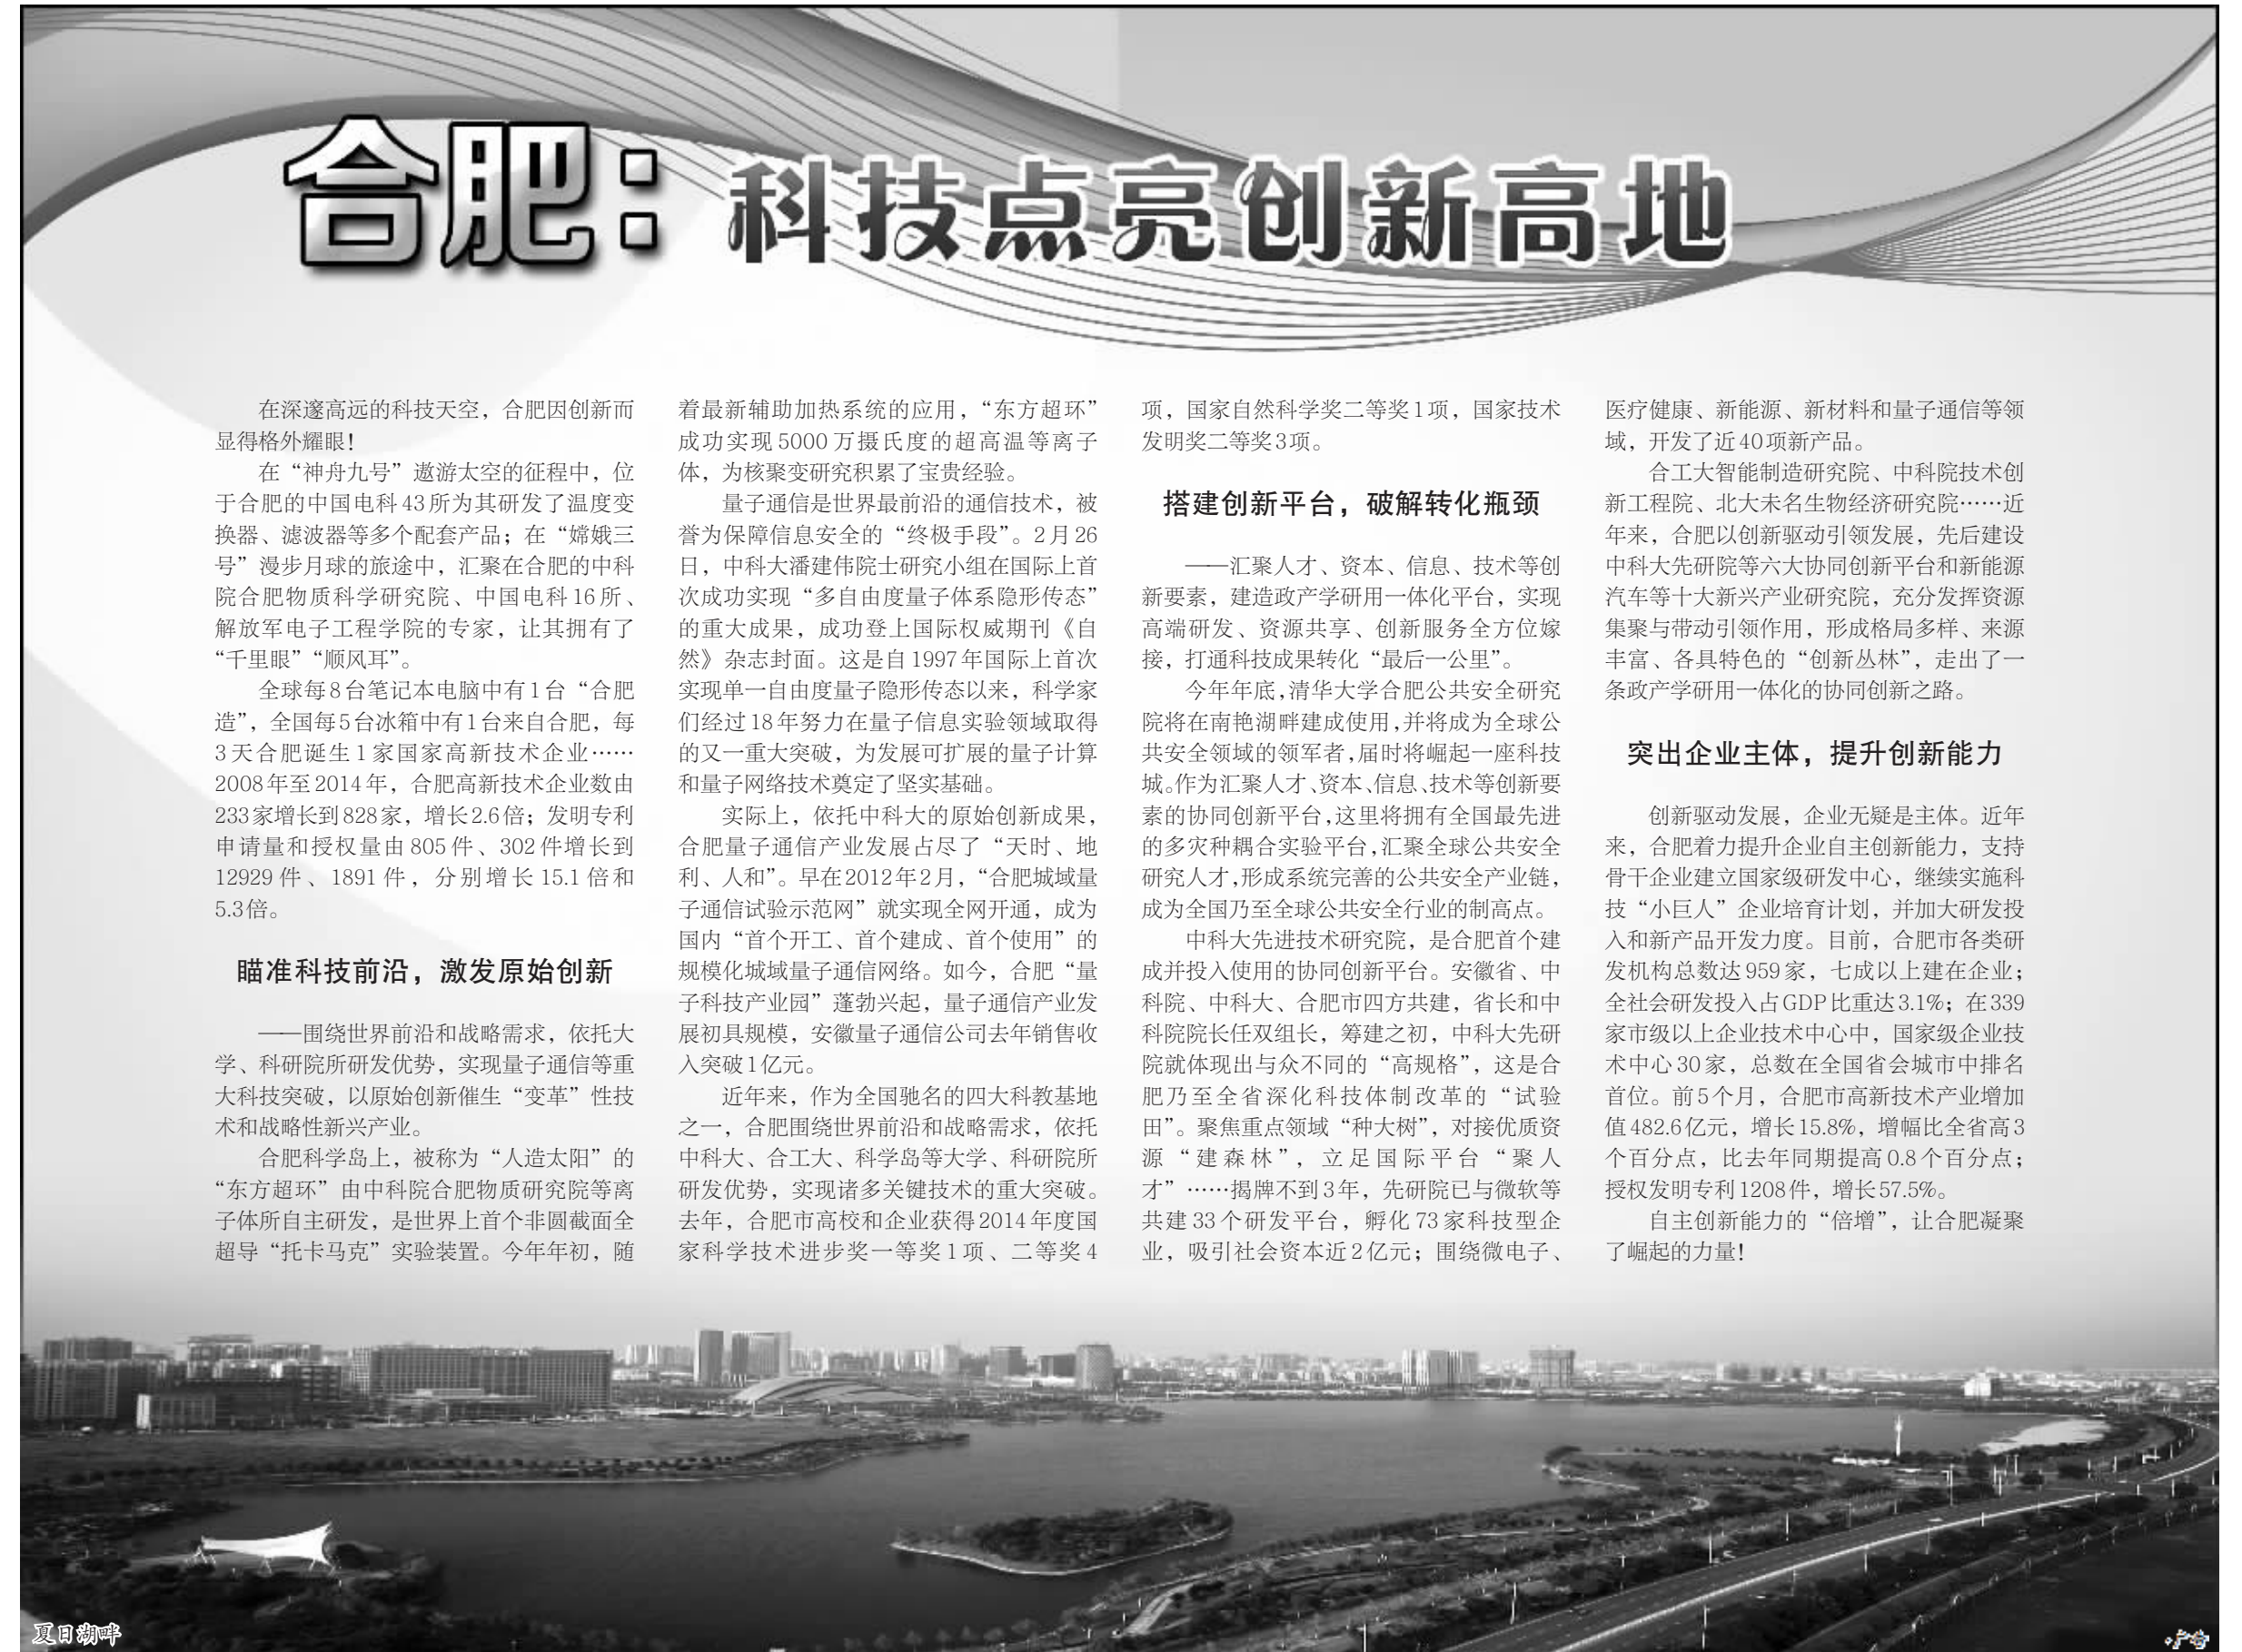 合肥：科技点亮创新高地
在深邃高远的科技天空，合肥因创新而
显得格外耀眼！
在“神舟九号”遨游太空的征程中，位
于合肥的中国电科43所为其研发了温度变
换器、滤波器等多个配套产品；在“嫦娥三
号”漫步月球的旅途中，汇聚在合肥的中科
院合肥物质科学研究院、中国电科16所、
解放军电子工程学院的专家，让其拥有了
“千里眼”“顺风耳”。
全球每8台笔记本电脑中有1台“合肥
造”，全国每5台冰箱中有1台来自合肥，每
3天合肥诞生1家国家高新技术企业……
2008年至2014年，合肥高新技术企业数由
233家增长到828家，增长2.6倍；发明专利
申请量和授权量由805件、302件增长到
12929件、1891件，分别增长15.1倍和
5.3倍。
瞄准科技前沿，激发原始创新
——围绕世界前沿和战略需求，依托大
学、科研院所研发优势，实现量子通信等重
大科技突破，以原始创新催生“变革”性技
术和战略性新兴产业。
合肥科学岛上，被称为“人造太阳”的
“东方超环”由中科院合肥物质研究院等离
子体所自主研发，是世界上首个非圆截面全
超导“托卡马克”实验装置。今年年初，随
着最新辅助加热系统的应用，“东方超环”
成功实现5000万摄氏度的超高温等离子
体，为核聚变研究积累了宝贵经验。
量子通信是世界最前沿的通信技术，被
誉为保障信息安全的“终极手段”。2月26
日，中科大潘建伟院士研究小组在国际上首
次成功实现“多自由度量子体系隐形传态”
的重大成果，成功登上国际权威期刊《自
然》杂志封面。这是自1997年国际上首次
实现单一自由度量子隐形传态以来，科学家
们经过18年努力在量子信息实验领域取得
的又一重大突破，为发展可扩展的量子计算
和量子网络技术奠定了坚实基础。
实际上，依托中科大的原始创新成果，
合肥量子通信产业发展占尽了“天时、地
利、人和”。早在2012年2月，“合肥城域量
子通信试验示范网”就实现全网开通，成为
国内“首个开工、首个建成、首个使用”的
规模化城域量子通信网络。如今，合肥“量
子科技产业园”蓬勃兴起，量子通信产业发
展初具规模，安徽量子通信公司去年销售收
入突破1亿元。
近年来，作为全国驰名的四大科教基地
之一，合肥围绕世界前沿和战略需求，依托
中科大、合工大、科学岛等大学、科研院所
研发优势，实现诸多关键技术的重大突破。
去年，合肥市高校和企业获得2014年度国
家科学技术进步奖一等奖1项、二等奖4
项，国家自然科学奖二等奖1项，国家技术
发明奖二等奖3项。
搭建创新平台，破解转化瓶颈
——汇聚人才、资本、信息、技术等创
新要素，建造政产学研用一体化平台，实现
高端研发、资源共享、创新服务全方位嫁
接，打通科技成果转化“最后一公里”。
今年年底，清华大学合肥公共安全研究
院将在南艳湖畔建成使用，并将成为全球公
共安全领域的领军者，届时将崛起一座科技
城。作为汇聚人才、资本、信息、技术等创新要
素的协同创新平台，这里将拥有全国最先进
的多灾种耦合实验平台，汇聚全球公共安全
研究人才，形成系统完善的公共安全产业链，
成为全国乃至全球公共安全行业的制高点。
中科大先进技术研究院，是合肥首个建
成并投入使用的协同创新平台。安徽省、中
科院、中科大、合肥市四方共建，省长和中
科院院长任双组长，筹建之初，中科大先研
院就体现出与众不同的“高规格”，这是合
肥乃至全省深化科技体制改革的“试验
田”。聚焦重点领域“种大树”，对接优质资
源“建森林”，立足国际平台“聚人
才”……揭牌不到3年，先研院已与微软等
共建33个研发平台，孵化73家科技型企
业，吸引社会资本近2亿元；围绕微电子、
医疗健康、新能源、新材料和量子通信等领
域，开发了近40项新产品。
合工大智能制造研究院、中科院技术创
新工程院、北大未名生物经济研究院……近
年来，合肥以创新驱动引领发展，先后建设
中科大先研院等六大协同创新平台和新能源
汽车等十大新兴产业研究院，充分发挥资源
集聚与带动引领作用，形成格局多样、来源
丰富、各具特色的“创新丛林”，走出了一
条政产学研用一体化的协同创新之路。
突出企业主体，提升创新能力
创新驱动发展，企业无疑是主体。近年
来，合肥着力提升企业自主创新能力，支持
骨干企业建立国家级研发中心，继续实施科
技“小巨人”企业培育计划，并加大研发投
入和新产品开发力度。目前，合肥市各类研
发机构总数达959家，七成以上建在企业；
全社会研发投入占GDP比重达3.1%；在339
家市级以上企业技术中心中，国家级企业技
术中心30家，总数在全国省会城市中排名
首位。前5个月，合肥市高新技术产业增加
值482.6亿元，增长15.8%，增幅比全省高3
个百分点，比去年同期提高0.8个百分点；
授权发明专利1208件，增长57.5%。
自主创新能力的“倍增”，让合肥凝聚
了崛起的力量！
夏日湖畔
·广告